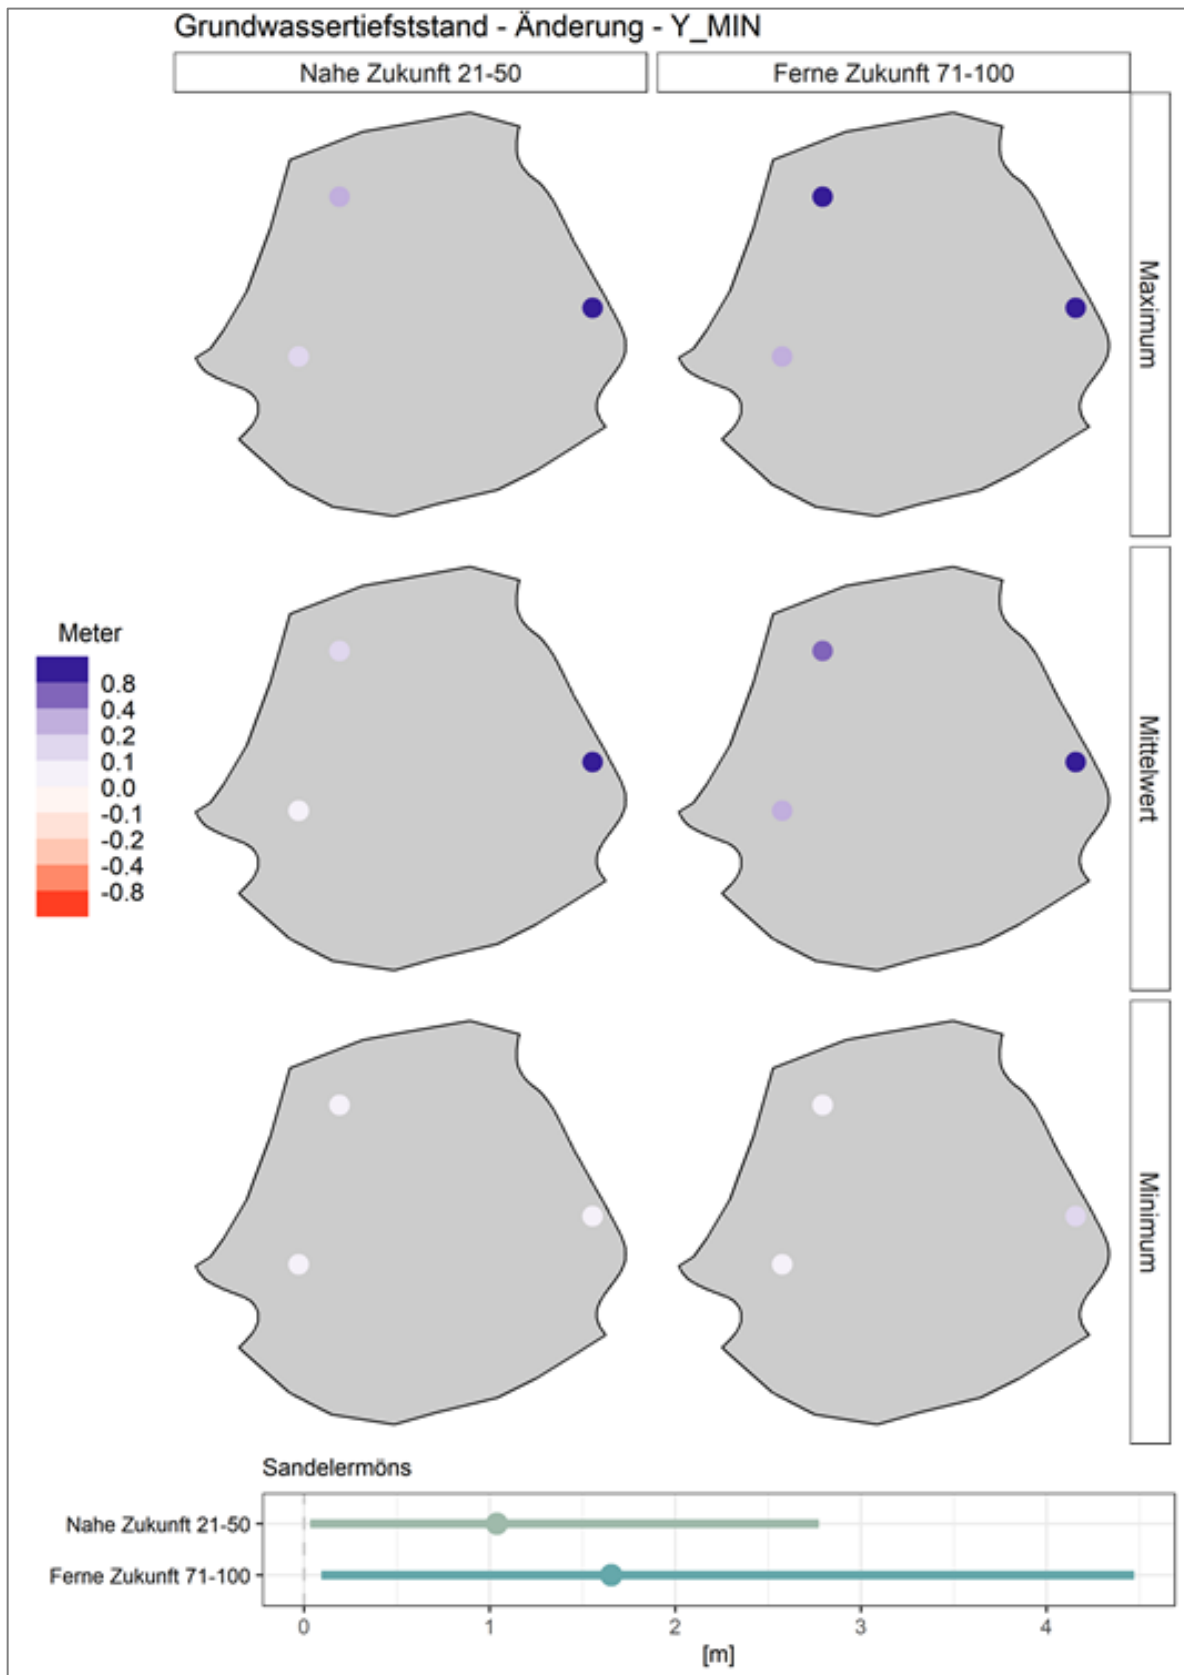 Grundwassertiefststand - Änderung - Y_MIN
Nahe Zukunft 21-50
Ferne Zukunft 71-100
Maximum
Mittelwert
Minimum
Meter
0.8
0.4
0.2
0.1
0.0
-0.1
-0.2
-0.4
-0.8
Sandelermöns
Nahe Zukunft 21-50
Ferne Zukunft 71-100
0 1 2 3 4
[m]